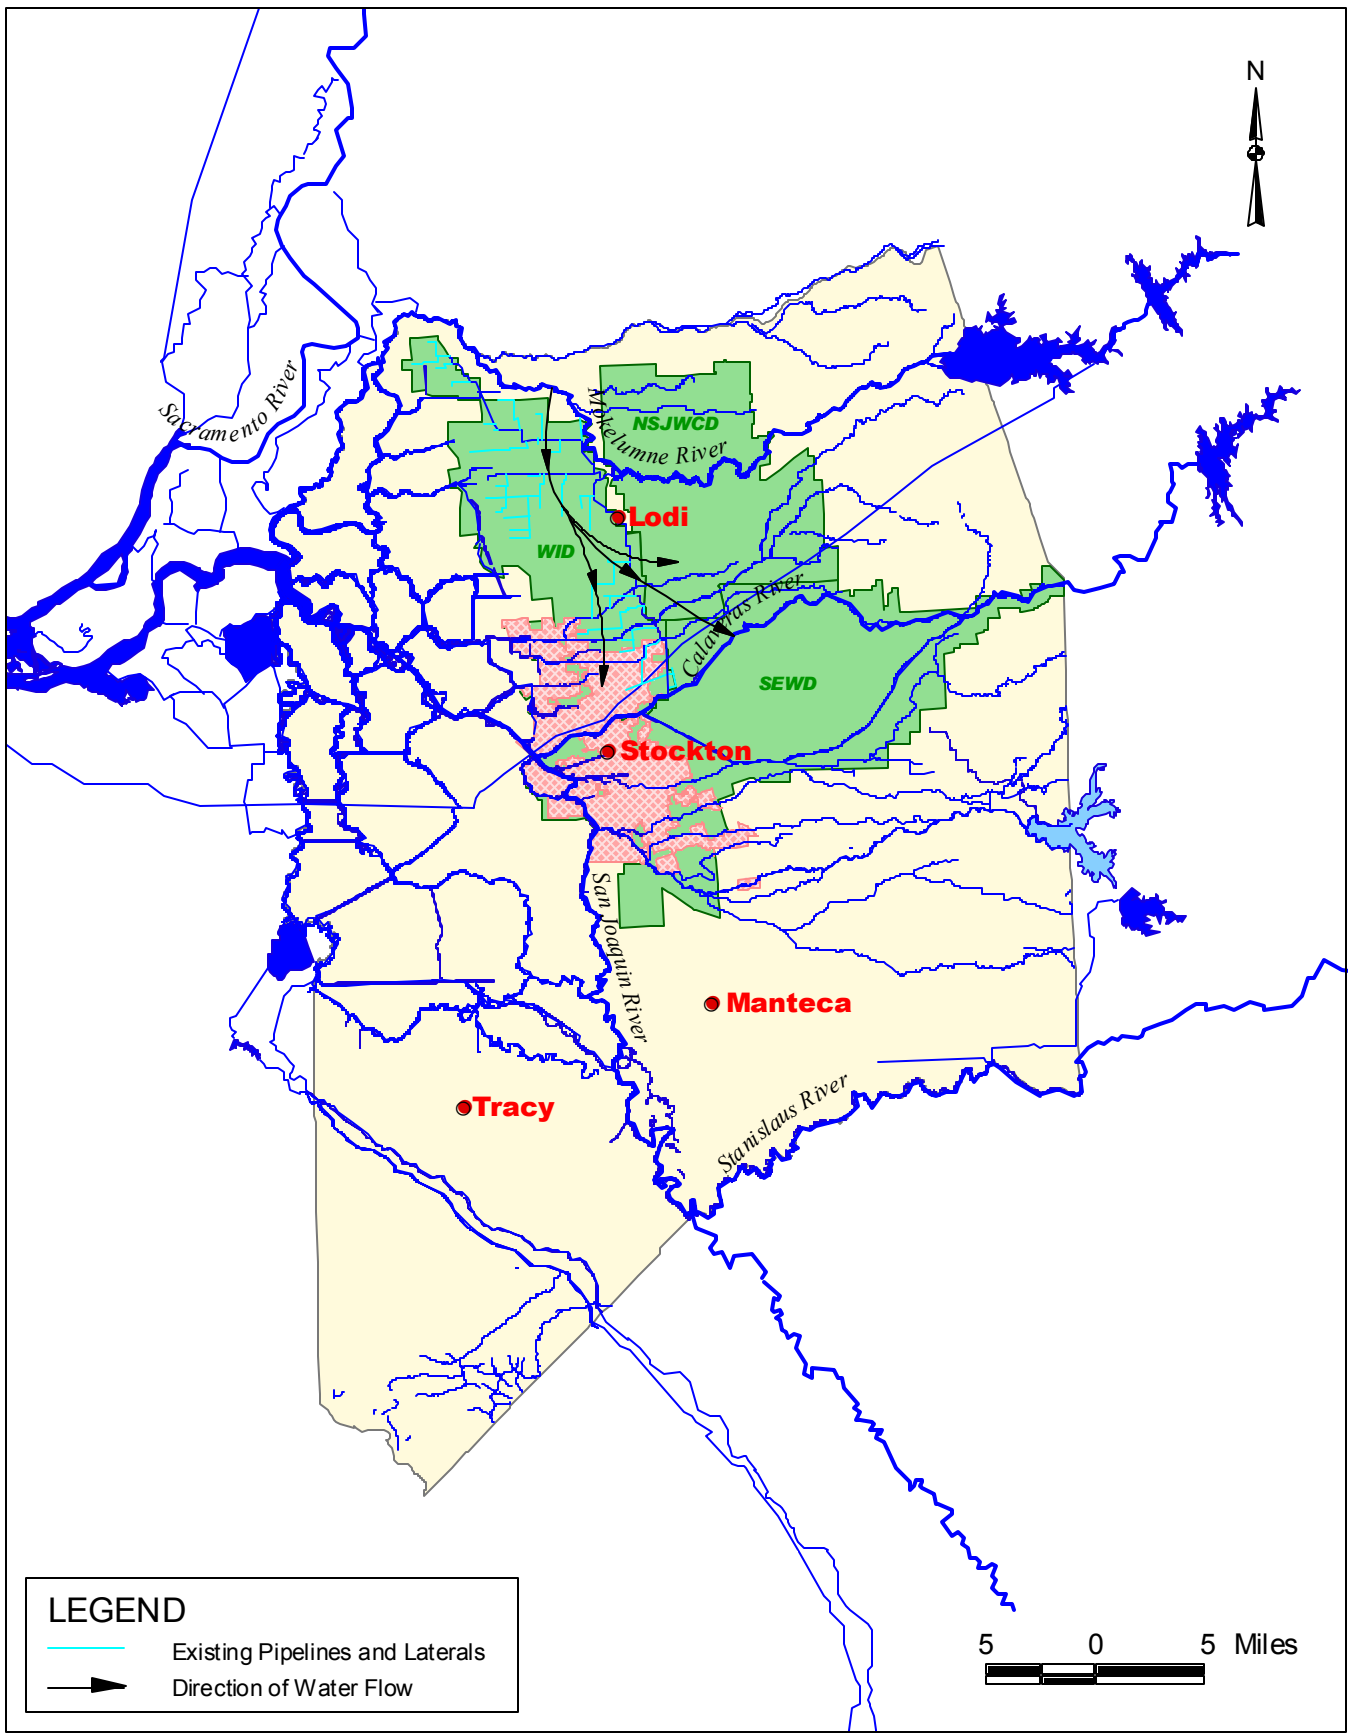 N
Sacramento River
Mokelumne River
NSJWCD
Lodi
WID
Calaveras River
SEWD
Stockton
San Joaquin River
Manteca
Tracy
Stanislaus River
LEGEND
Existing Pipelines and Laterals
Direction of Water Flow
5 0 5 Miles